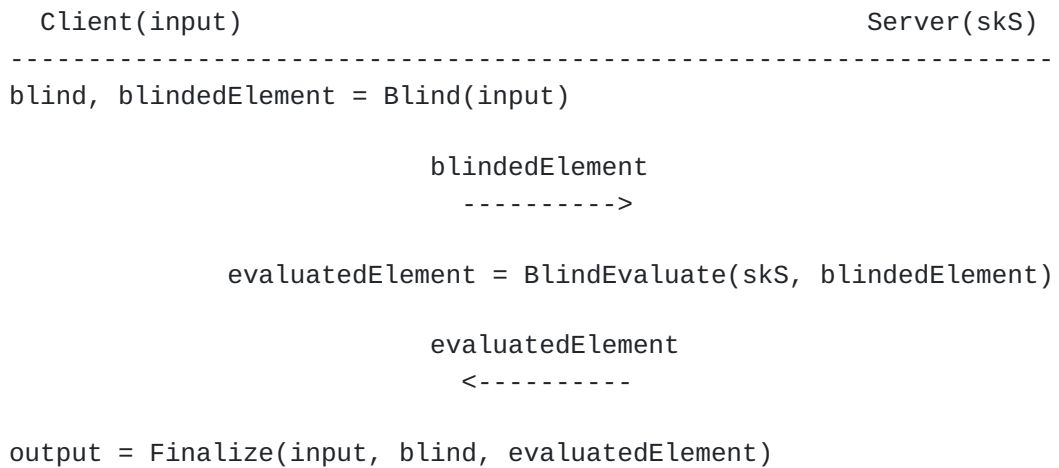 Client(input)                                        Server(skS)
-------------------------------------------------------------------
blind, blindedElement = Blind(input)
blindedElement
---------->
evaluatedElement = BlindEvaluate(skS, blindedElement)
evaluatedElement
<----------
output = Finalize(input, blind, evaluatedElement)